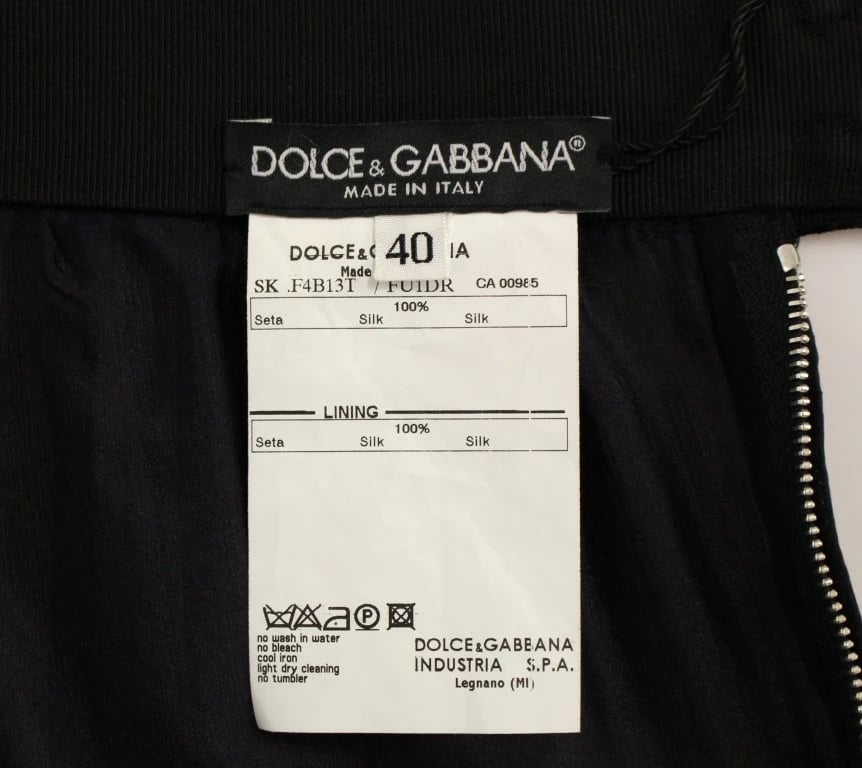 DOLCE & GABBANA®
MADE IN ITALY
40
Made
SK .F4B13T / FU1DR CA 00985
100%
Seta Silk Silk
LINING
100%
Seta Silk Silk
P
no wash in water
no bleach
cool iron
light dry cleaning
no tumbler
DOLCE&GABBANA
INDUSTRIA S.P.A.
Legnano (MI)